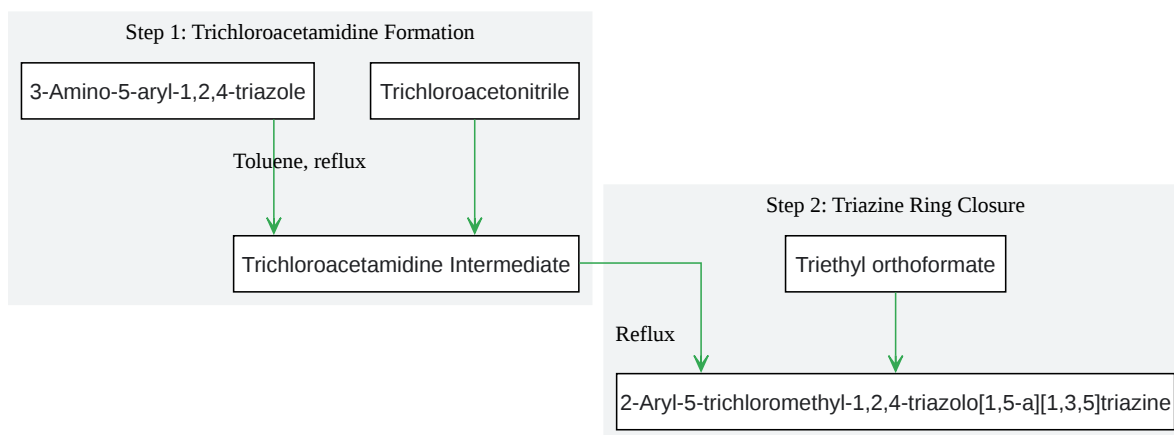 Step 1: Trichloroacetamidine Formation
3-Amino-5-aryl-1,2,4-triazole
Trichloroacetonitrile
Toluene, reflux
Trichloroacetamidine Intermediate
Step 2: Triazine Ring Closure
Triethyl orthoformate
Reflux
2-Aryl-5-trichloromethyl-1,2,4-triazolo[1,5-a][1,3,5]triazine